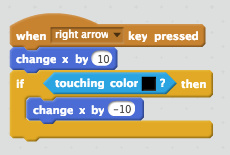 when right arrow key pressed
change x by 10
if touching color ? then
change x by -10